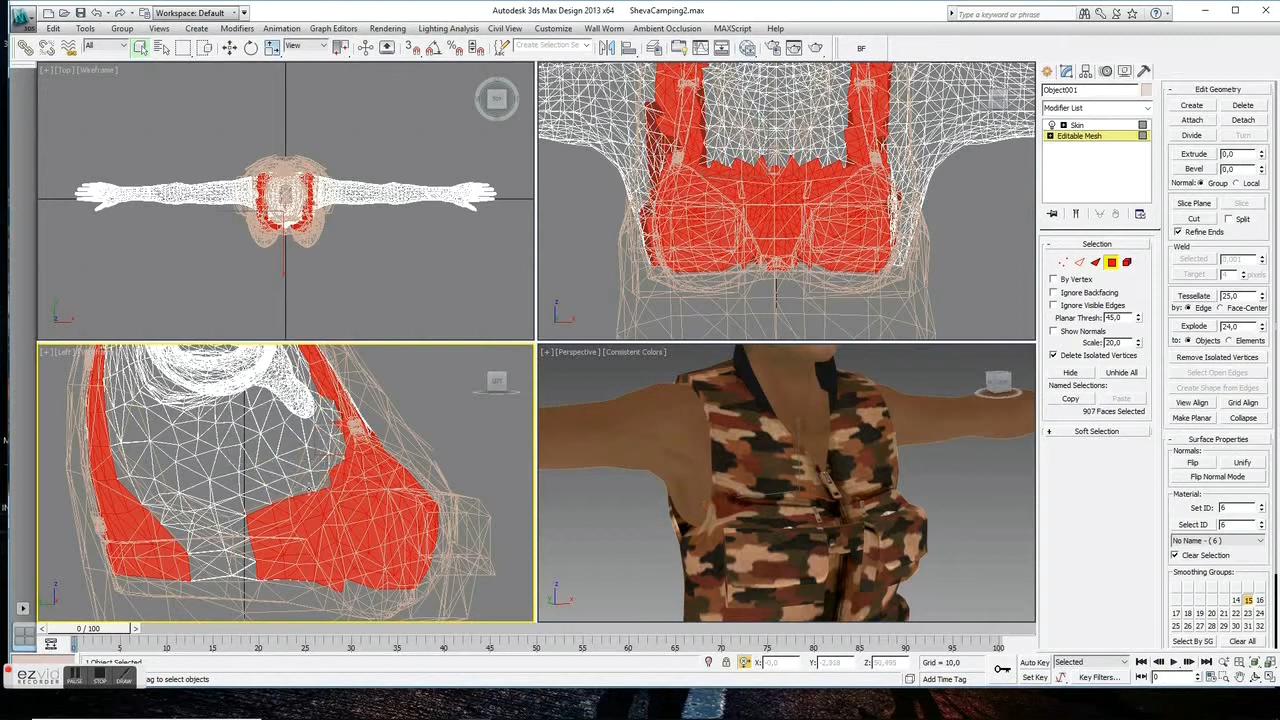 Workspace: Default
Autodesk 3ds Max Design 2013 x64 ShevaCamping2.max
Type a keyword or phrase
Edit Tools Group Views Create Modifiers Animation Graph Editors Rendering Lighting Analysis Civil View Customize Wall Worm Ambient Occlusion MAXScript Help
All View Create Selection Se BF
[+] [Top] [Wireframe]
TOP
Object001
Modifier List
Skin
Editable Mesh
Edit Geometry
Create Delete
Attach Detach
Divide Turn
Extrude 0,0
Bevel 0,0
Normal: Group Local
Slice Plane Slice
Cut Split
Refine Ends
Weld
Selected 0,001
Target 4 pixels
Tessellate 25,0
by: Edge Face-Center
Explode 24,0
to: Objects Elements
Remove Isolated Vertices
Select Open Edges
Create Shape from Edges
View Align Grid Align
Make Planar Collapse
Selection
By Vertex
Ignore Backfacing
Ignore Visible Edges
Planar Thresh: 45,0
Show Normals
Scale: 20,0
Delete Isolated Vertices
Hide Unhide All
Named Selections:
Copy Paste
907 Faces Selected
Soft Selection
[+] [Left]
LEFT
[+] [Perspective] [Consistent Colors]
Surface Properties
Normals:
Flip Unify
Flip Normal Mode
Material:
Set ID: 6
Select ID 6
No Name - ( 6 )
Clear Selection
Smoothing Groups:
14 15 16
17 18 19 20 21 22 23 24
25 26 27 28 29 30 31 32
Select By SG Clear All
0 / 100
0 5 10 15 20 25 30 35 40 45 50 55 60 65 70 75 80 85 90 95 100
1 Object Selected
X: -0,0 Y: -2,918 Z: 50,495 Grid = 10,0
Auto Key Selected
Set Key Key Filters... 0
Add Time Tag
ezvid
RECORDER
PAUSE STOP DRAW
ag to select objects